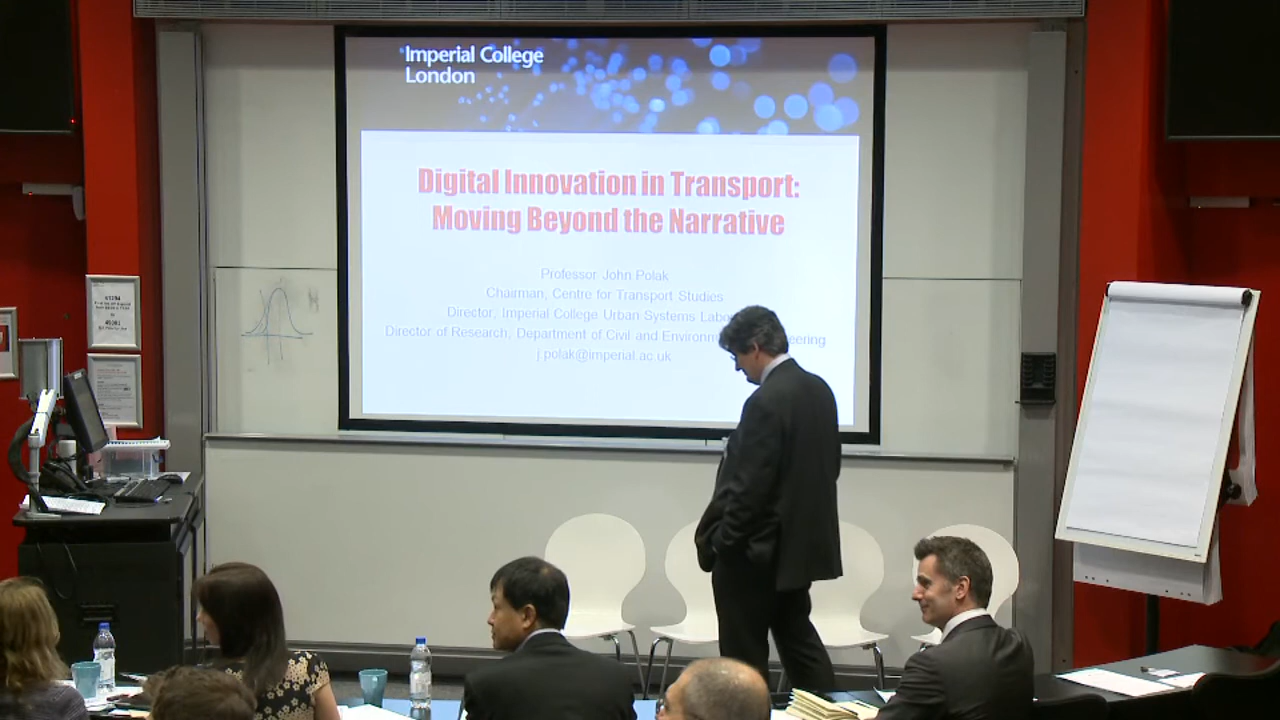 Imperial College
London
Digital Innovation in Transport:
Moving Beyond the Narrative
Professor John Polak
Chairman, Centre for Transport Studies
Director, Imperial College Urban Systems
Director of Research, Department of Civil and
j polak@imperial.ac.uk